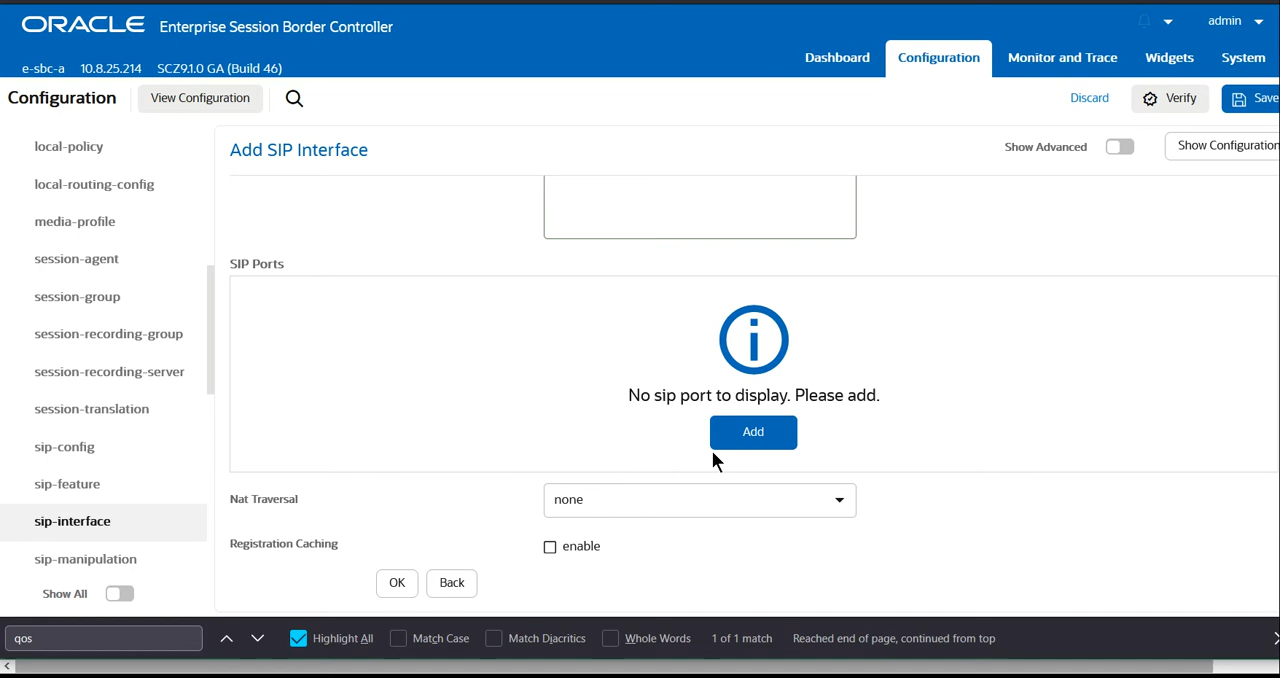 ORACLE Enterprise Session Border Controller
admin
e-sbc-a 10.8.25.214 SCZ9.1.0 GA (Build 46)
Dashboard Configuration Monitor and Trace Widgets System
Configuration View Configuration
Discard Verify Save
local-policy
local-routing-config
media-profile
session-agent
session-group
session-recording-group
session-recording-server
session-translation
sip-config
sip-feature
sip-interface
sip-manipulation
Show All
Add SIP Interface
Show Advanced
Show Configuration
SIP Ports
No sip port to display. Please add.
Add
Nat Traversal none
Registration Caching enable
OK Back
qos Highlight All Match Case Match Diacritics Whole Words 1 of 1 match Reached end of page, continued from top